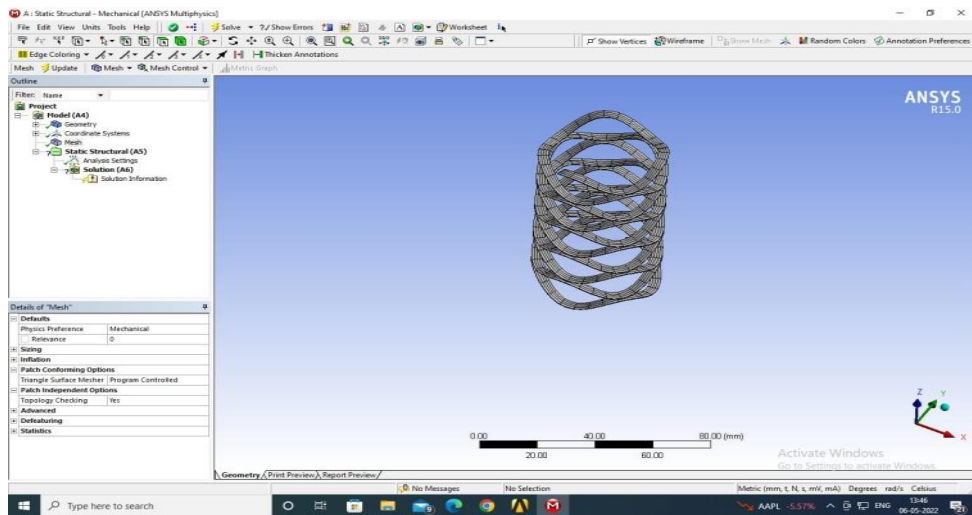 A : Static Structural - Mechanical [ANSYS Multiphysics]
File Edit View Units Tools Help Solve ?/ Show Errors Worksheet
Show Vertices Wireframe Show Mesh Random Colors Annotation Preferences
Edge Coloring Thicken Annotations
Mesh Update Mesh Mesh Control Metric Graph
Outline
Filter: Name
Project
Model (A4)
Geometry
Coordinate Systems
Mesh
Static Structural (A5)
Analysis Settings
Solution (A6)
Solution Information
ANSYS
R15.0
Details of "Mesh"
Defaults
Physics Preference Mechanical
Relevance 0
Sizing
Inflation
Patch Conforming Options
Triangle Surface Mesher Program Controlled
Patch Independent Options
Topology Checking Yes
Advanced
Defeaturing
Statistics
Z Y X
0.00 40.00 80.00 (mm)
20.00 60.00
Activate Windows
Go to Settings to activate Windows.
Geometry Print Preview Report Preview
No Messages No Selection Metric (mm, t, N, s, mV, mA) Degrees rad/s Celsius
Type here to search AAPL -5.57% ENG 13:46
06-05-2022